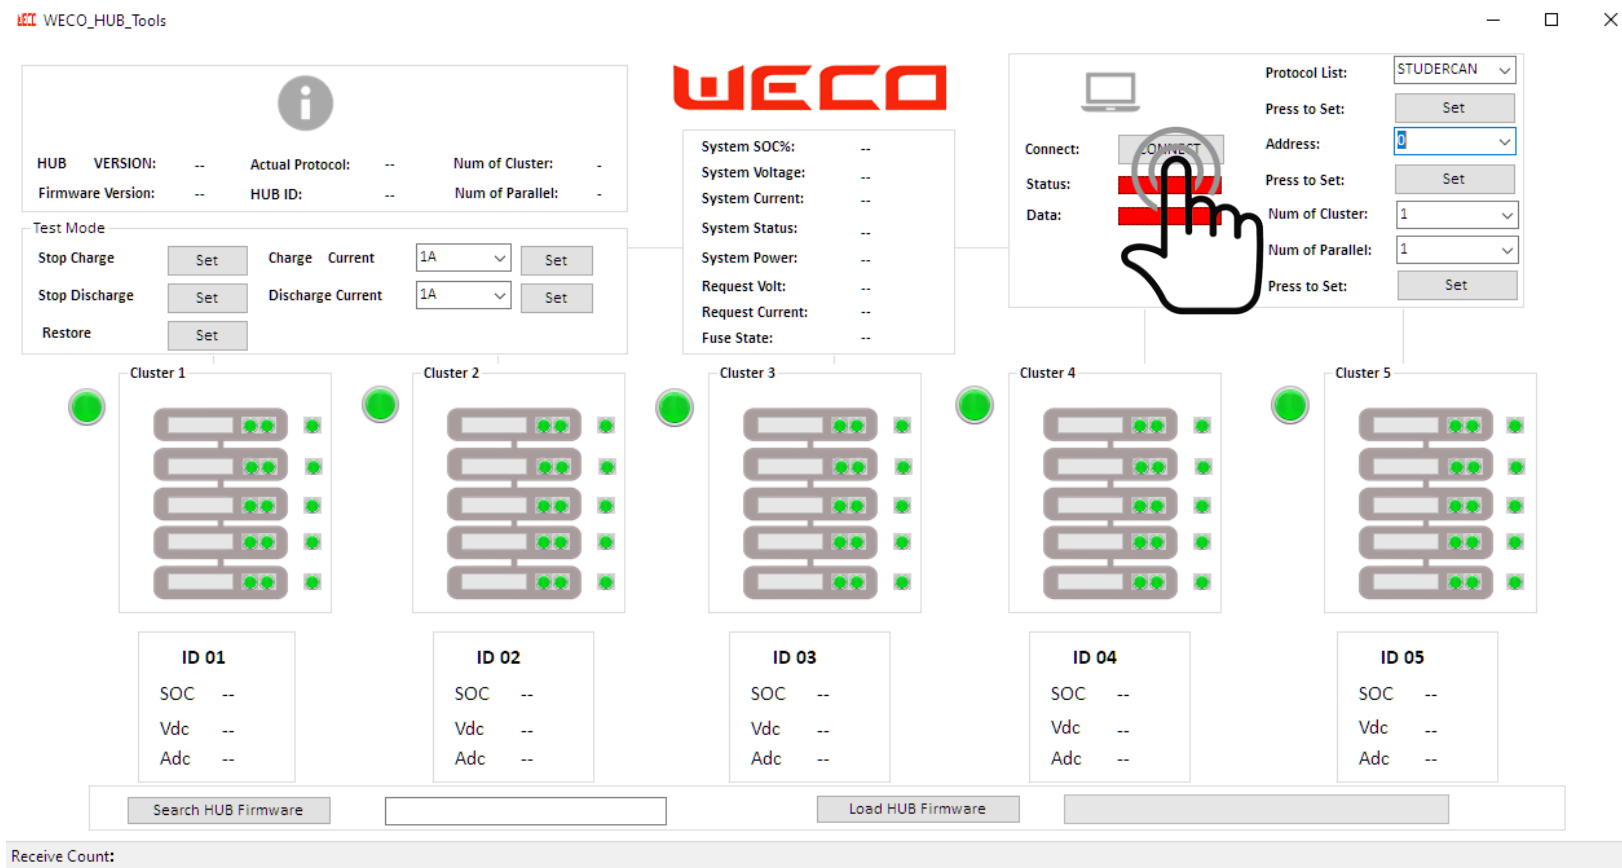 WECO WECO_HUB_Tools
WECO
HUB VERSION: -- Actual Protocol: -- Num of Cluster: -
Firmware Version: -- HUB ID: -- Num of Parallel: -
Test Mode
Stop Charge Set Charge Current 1A Set
Stop Discharge Set Discharge Current 1A Set
Restore Set
System SOC%: --
System Voltage: --
System Current: --
System Status: --
System Power: --
Request Volt: --
Request Current: --
Fuse State: --
Connect: CONNECT
Status:
Data:
Protocol List: STUDERCAN
Press to Set: Set
Address: 0
Press to Set: Set
Num of Cluster: 1
Num of Parallel: 1
Press to Set: Set
Cluster 1 Cluster 2 Cluster 3 Cluster 4 Cluster 5
ID 01 ID 02 ID 03 ID 04 ID 05
SOC -- SOC -- SOC -- SOC -- SOC --
Vdc -- Vdc -- Vdc -- Vdc -- Vdc --
Adc -- Adc -- Adc -- Adc -- Adc --
Search HUB Firmware Load HUB Firmware
Receive Count: